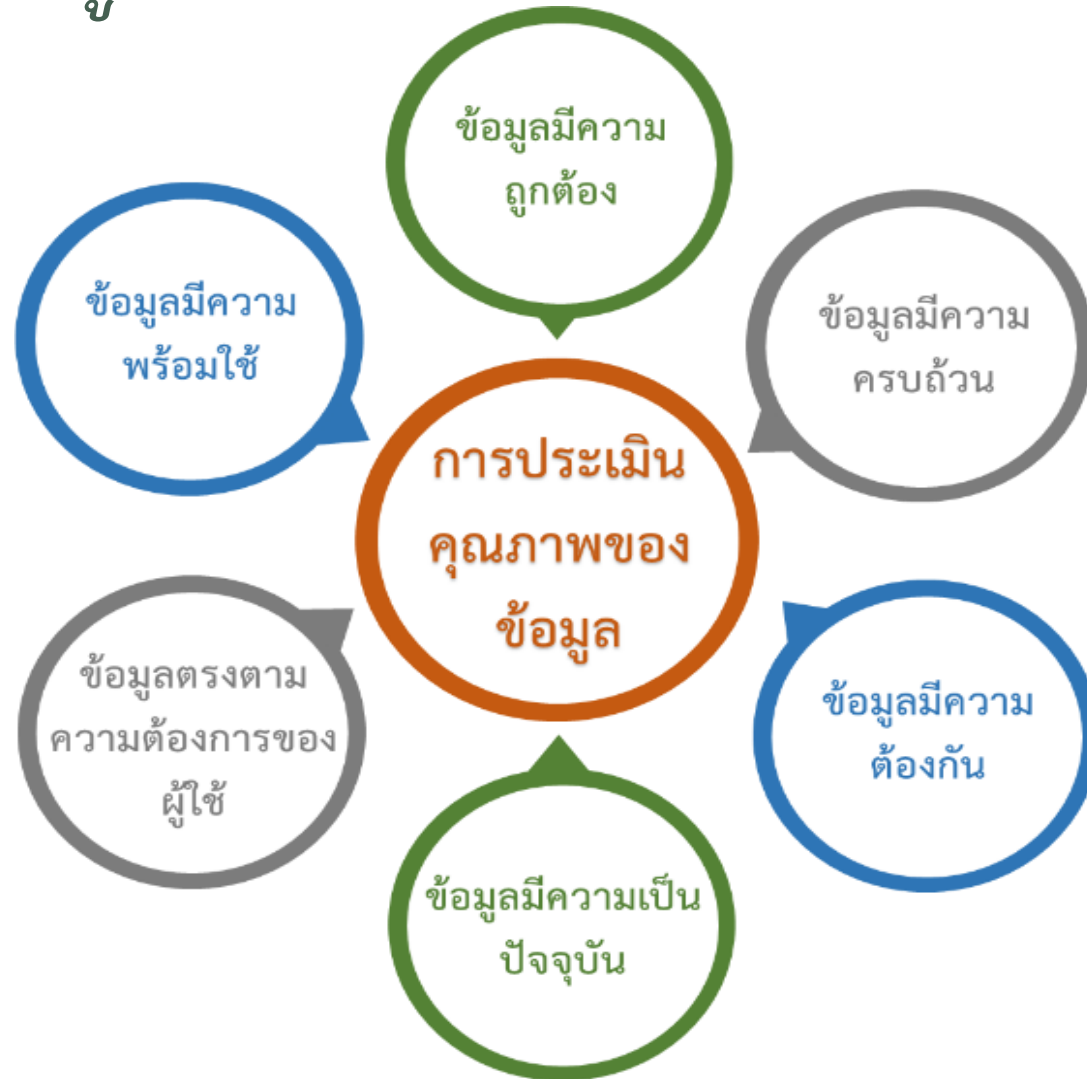 ข้อมูลมีความ
ถูกต้อง
ข้อมูลมีความ
ครบถ้วน
ข้อมูลมีความ
ต้องกัน
ข้อมูลมีความเป็น
ปัจจุบัน
ข้อมูลตรงตาม
ความต้องการของ
ผู้ใช้
ข้อมูลมีความ
พร้อมใช้
การประเมิน
คุณภาพของ
ข้อมูล